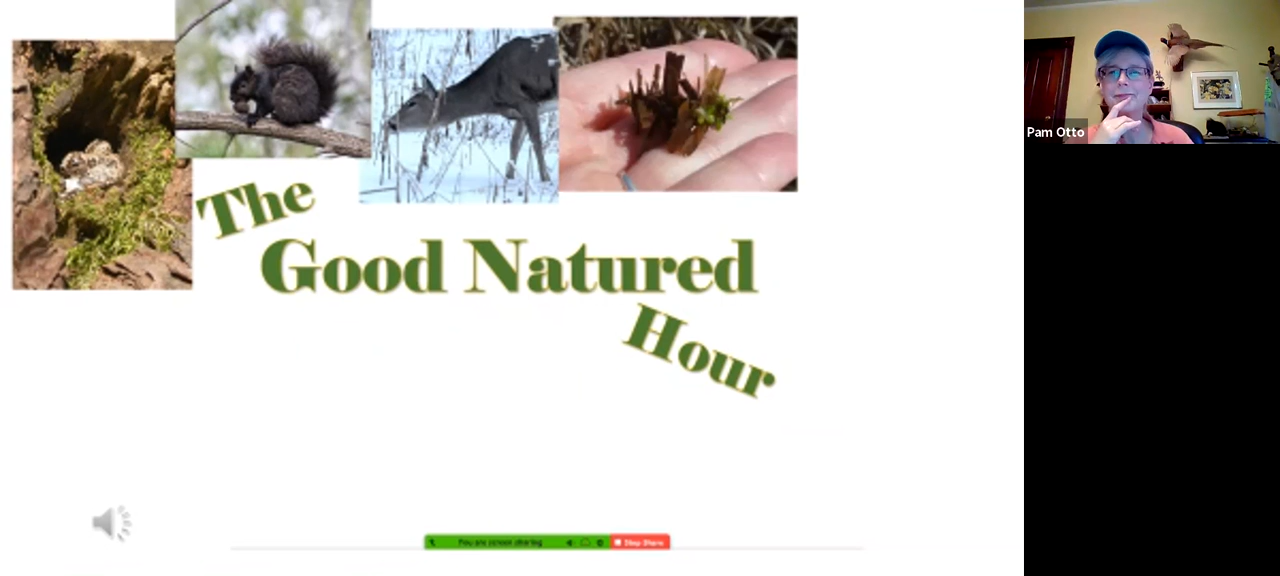 The
Good Natured
Hour
Pam Otto
You are screen sharing
Stop Share